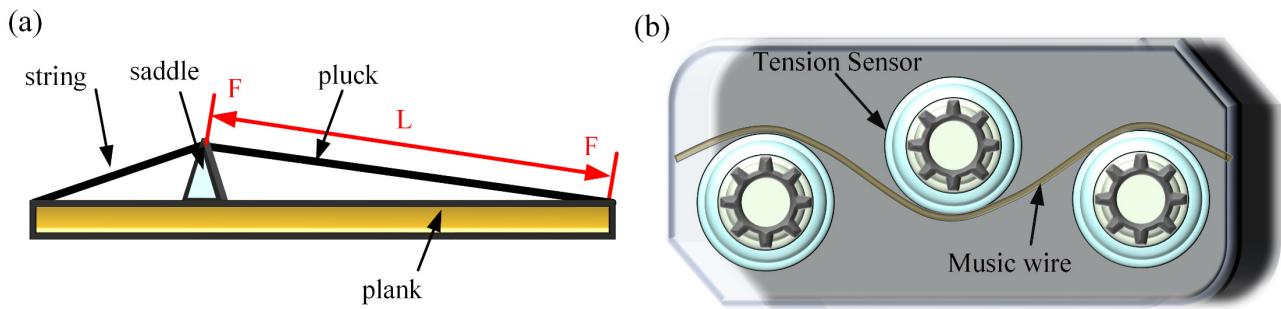 (a)
string
saddle
F
pluck
L
F
plank
(b)
Tension Sensor
Music wire